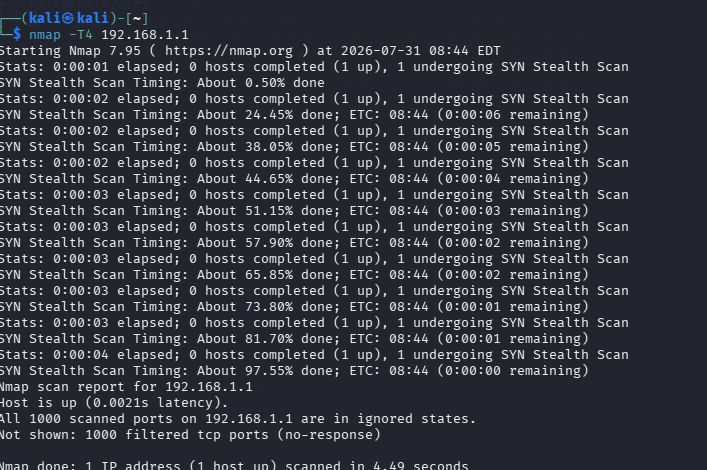 ┌──(kali㉿kali)-[~]
└─$ nmap -T4 192.168.1.1
Starting Nmap 7.95 ( https://nmap.org ) at 2026-07-31 08:44 EDT
Stats: 0:00:01 elapsed; 0 hosts completed (1 up), 1 undergoing SYN Stealth Scan
SYN Stealth Scan Timing: About 0.50% done
Stats: 0:00:02 elapsed; 0 hosts completed (1 up), 1 undergoing SYN Stealth Scan
SYN Stealth Scan Timing: About 24.45% done; ETC: 08:44 (0:00:06 remaining)
Stats: 0:00:02 elapsed; 0 hosts completed (1 up), 1 undergoing SYN Stealth Scan
SYN Stealth Scan Timing: About 38.05% done; ETC: 08:44 (0:00:05 remaining)
Stats: 0:00:02 elapsed; 0 hosts completed (1 up), 1 undergoing SYN Stealth Scan
SYN Stealth Scan Timing: About 44.65% done; ETC: 08:44 (0:00:04 remaining)
Stats: 0:00:03 elapsed; 0 hosts completed (1 up), 1 undergoing SYN Stealth Scan
SYN Stealth Scan Timing: About 51.15% done; ETC: 08:44 (0:00:03 remaining)
Stats: 0:00:03 elapsed; 0 hosts completed (1 up), 1 undergoing SYN Stealth Scan
SYN Stealth Scan Timing: About 57.90% done; ETC: 08:44 (0:00:02 remaining)
Stats: 0:00:03 elapsed; 0 hosts completed (1 up), 1 undergoing SYN Stealth Scan
SYN Stealth Scan Timing: About 65.85% done; ETC: 08:44 (0:00:02 remaining)
Stats: 0:00:03 elapsed; 0 hosts completed (1 up), 1 undergoing SYN Stealth Scan
SYN Stealth Scan Timing: About 73.80% done; ETC: 08:44 (0:00:01 remaining)
Stats: 0:00:03 elapsed; 0 hosts completed (1 up), 1 undergoing SYN Stealth Scan
SYN Stealth Scan Timing: About 81.70% done; ETC: 08:44 (0:00:01 remaining)
Stats: 0:00:04 elapsed; 0 hosts completed (1 up), 1 undergoing SYN Stealth Scan
SYN Stealth Scan Timing: About 97.55% done; ETC: 08:44 (0:00:00 remaining)
Nmap scan report for 192.168.1.1
Host is up (0.0021s latency).
All 1000 scanned ports on 192.168.1.1 are in ignored states.
Not shown: 1000 filtered tcp ports (no-response)
Nmap done: 1 IP address (1 host up) scanned in 4.49 seconds